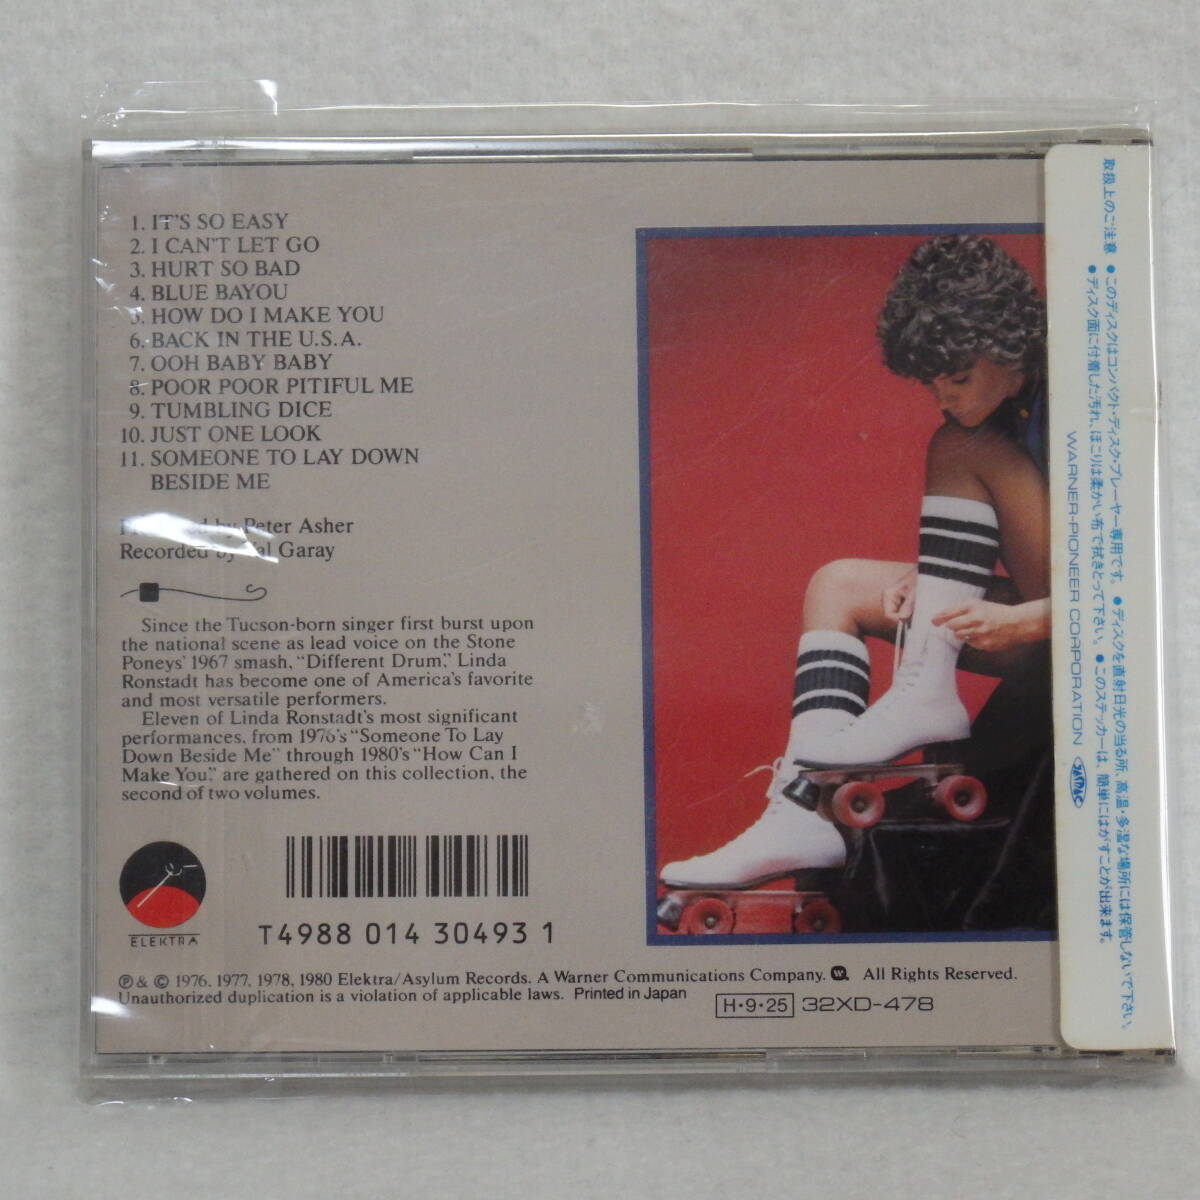 1. IT'S SO EASY
2. I CAN'T LET GO
3. HURT SO BAD
4. BLUE BAYOU
5. HOW DO I MAKE YOU
6. BACK IN THE U.S.A.
7. OOH BABY BABY
8. POOR POOR PITIFUL ME
9. TUMBLING DICE
10. JUST ONE LOOK
11. SOMEONE TO LAY DOWN
BESIDE ME
by Peter Asher
Recorded by Val Garay
Since the Tucson-born singer first burst upon
the national scene as lead voice on the Stone
Poneys' 1967 smash, "Different Drum," Linda
Ronstadt has become one of America's favorite
and most versatile performers.
Eleven of Linda Ronstadt's most significant
performances, from 1976's "Someone To Lay
Down Beside Me" through 1980's "How Can I
Make You," are gathered on this collection, the
second of two volumes.
ELEKTRA
T4988 014 30493 1
℗ & © 1976, 1977, 1978, 1980 Elektra/Asylum Records. A Warner Communications Company. W. All Rights Reserved.
Unauthorized duplication is a violation of applicable laws. Printed in Japan
H·9·25 32XD-478
取扱上のご注意 ●このディスクはコンパクト・ディスク・プレーヤー専用です。 ●ディスクを直射日光の当る所、高温・多湿な場所には保管しないで下さい。
●ディスク面に付着した汚れ、ほこりは柔かい布で拭きとって下さい。 ●このステッカーは、簡単にはがすことが出来ます。
WARNER-PIONEER CORPORATION JASRAC